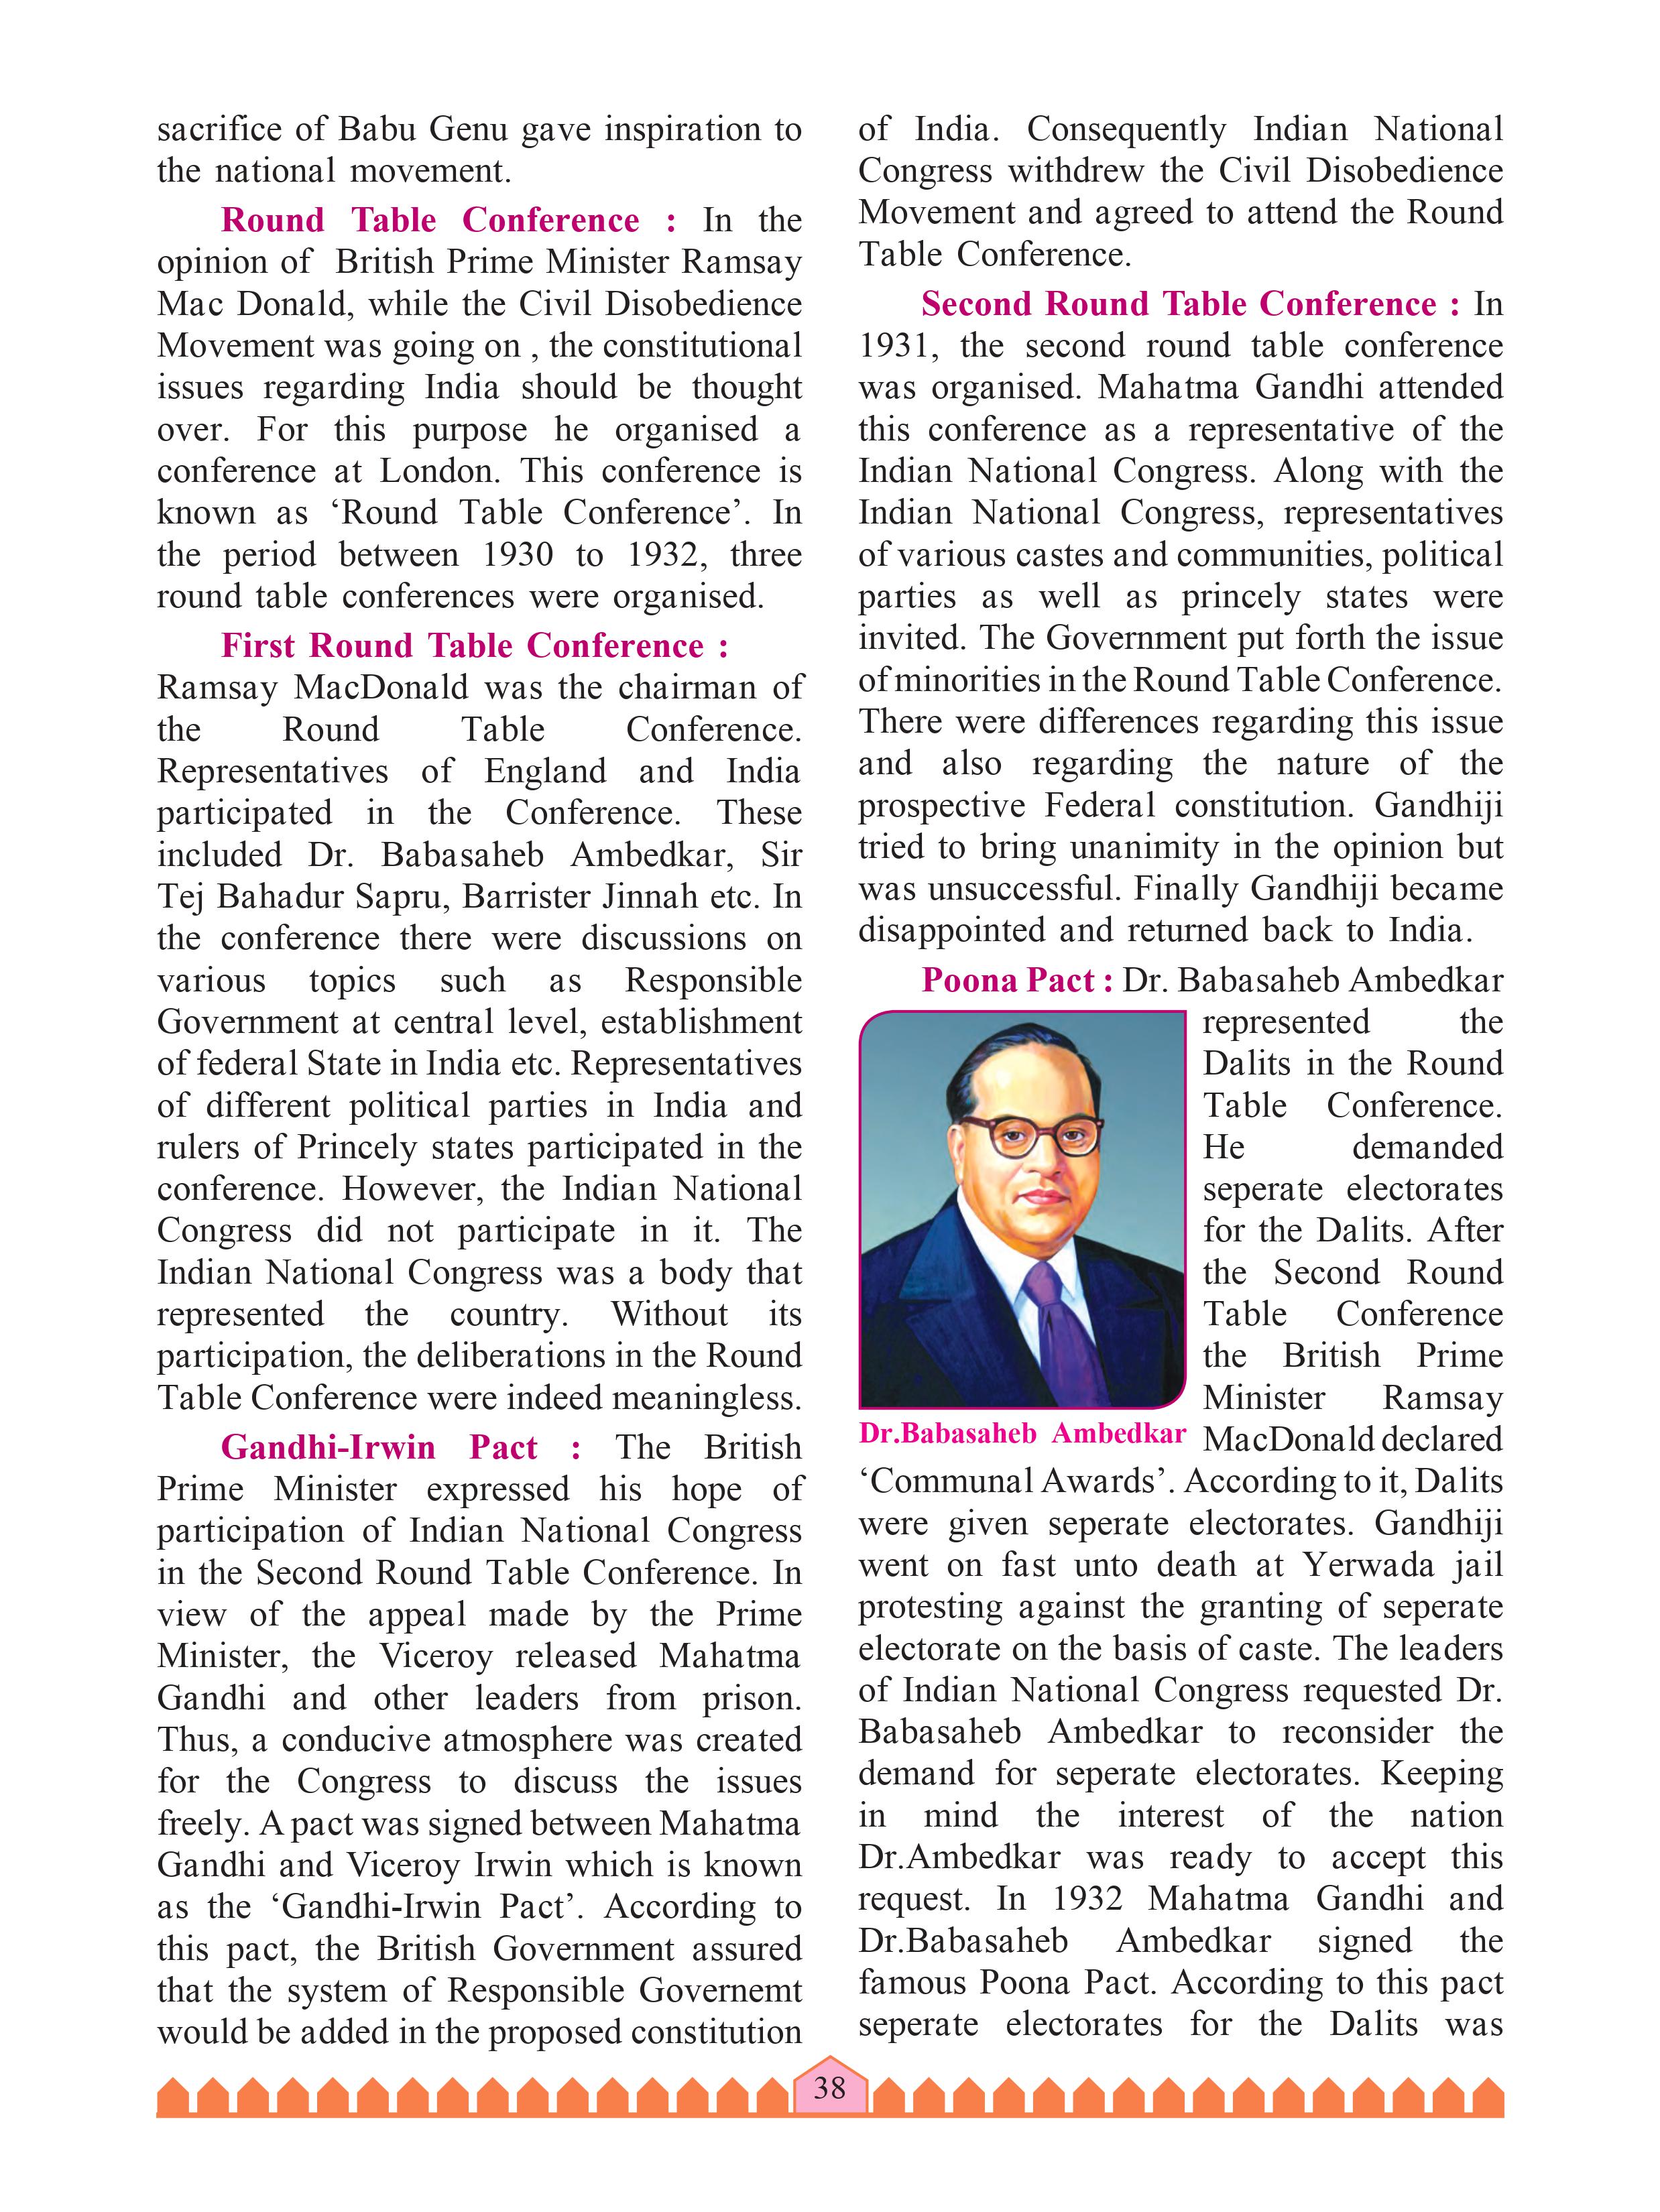 sacrifice of Babu Genu gave inspiration to
the national movement.
Round Table Conference : In the
opinion of British Prime Minister Ramsay
Mac Donald, while the Civil Disobedience
Movement was going on , the constitutional
issues regarding India should be thought
over. For this purpose he organised a
conference at London. This conference is
known as ‘Round Table Conference’. In
the period between 1930 to 1932, three
round table conferences were organised.
First Round Table Conference :
Ramsay MacDonald was the chairman of
the Round Table Conference.
Representatives of England and India
participated in the Conference. These
included Dr. Babasaheb Ambedkar, Sir
Tej Bahadur Sapru, Barrister Jinnah etc. In
the conference there were discussions on
various topics such as Responsible
Government at central level, establishment
of federal State in India etc. Representatives
of different political parties in India and
rulers of Princely states participated in the
conference. However, the Indian National
Congress did not participate in it. The
Indian National Congress was a body that
represented the country. Without its
participation, the deliberations in the Round
Table Conference were indeed meaningless.
Gandhi-Irwin Pact : The British
Prime Minister expressed his hope of
participation of Indian National Congress
in the Second Round Table Conference. In
view of the appeal made by the Prime
Minister, the Viceroy released Mahatma
Gandhi and other leaders from prison.
Thus, a conducive atmosphere was created
for the Congress to discuss the issues
freely. A pact was signed between Mahatma
Gandhi and Viceroy Irwin which is known
as the ‘Gandhi-Irwin Pact’. According to
this pact, the British Government assured
that the system of Responsible Governemt
would be added in the proposed constitution
of India. Consequently Indian National
Congress withdrew the Civil Disobedience
Movement and agreed to attend the Round
Table Conference.
Second Round Table Conference : In
1931, the second round table conference
was organised. Mahatma Gandhi attended
this conference as a representative of the
Indian National Congress. Along with the
Indian National Congress, representatives
of various castes and communities, political
parties as well as princely states were
invited. The Government put forth the issue
of minorities in the Round Table Conference.
There were differences regarding this issue
and also regarding the nature of the
prospective Federal constitution. Gandhiji
tried to bring unanimity in the opinion but
was unsuccessful. Finally Gandhiji became
disappointed and returned back to India.
Poona Pact : Dr. Babasaheb Ambedkar
represented the
Dalits in the Round
Table Conference.
He demanded
seperate electorates
for the Dalits. After
the Second Round
Table Conference
the British Prime
Minister Ramsay
MacDonald declared
Dr.Babasaheb Ambedkar
‘Communal Awards’. According to it, Dalits
were given seperate electorates. Gandhiji
went on fast unto death at Yerwada jail
protesting against the granting of seperate
electorate on the basis of caste. The leaders
of Indian National Congress requested Dr.
Babasaheb Ambedkar to reconsider the
demand for seperate electorates. Keeping
in mind the interest of the nation
Dr.Ambedkar was ready to accept this
request. In 1932 Mahatma Gandhi and
Dr.Babasaheb Ambedkar signed the
famous Poona Pact. According to this pact
seperate electorates for the Dalits was
38